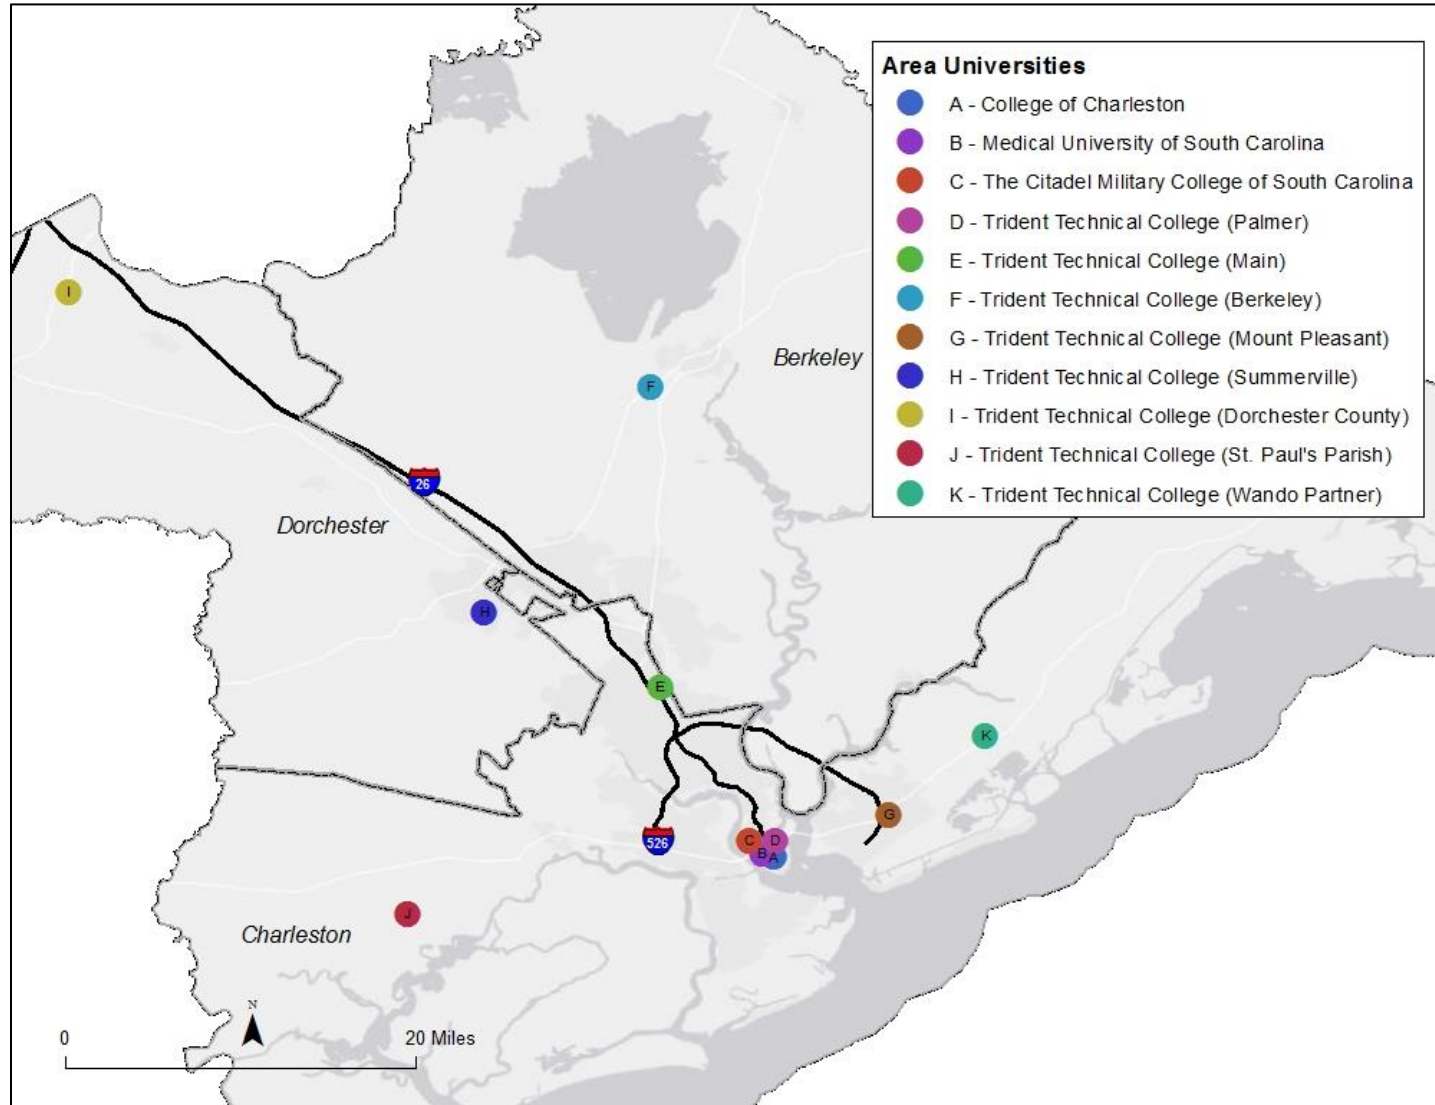 Area Universities
A - College of Charleston
B - Medical University of South Carolina
C - The Citadel Military College of South Carolina
D - Trident Technical College (Palmer)
E - Trident Technical College (Main)
F - Trident Technical College (Berkeley)
G - Trident Technical College (Mount Pleasant)
H - Trident Technical College (Summerville)
I - Trident Technical College (Dorchester County)
J - Trident Technical College (St. Paul's Parish)
K - Trident Technical College (Wando Partner)
I
F
Berkeley
26
Dorchester
H
E
K
G
526
C
D
B
A
J
Charleston
N
0
20 Miles